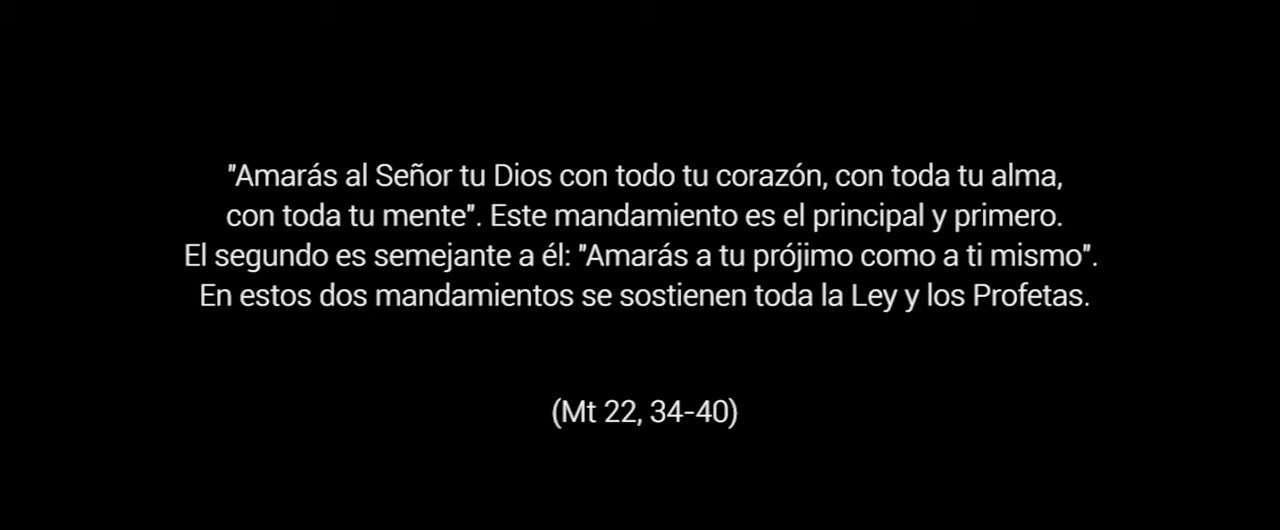 "Amarás al Señor tu Dios con todo tu corazón, con toda tu alma,
con toda tu mente". Este mandamiento es el principal y primero.
El segundo es semejante a él: "Amarás a tu prójimo como a ti mismo".
En estos dos mandamientos se sostienen toda la Ley y los Profetas.
(Mt 22, 34-40)